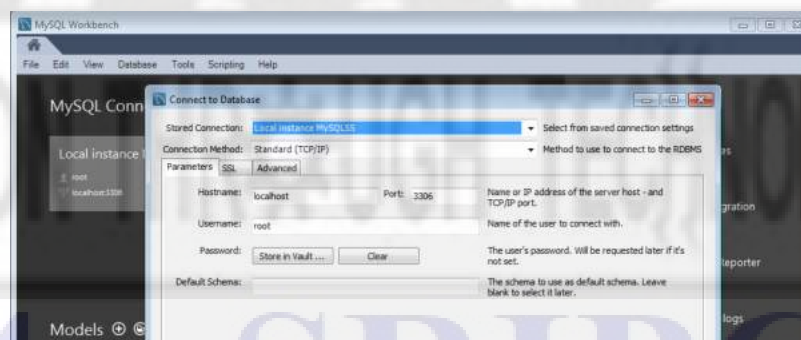 MySQL Workbench
File Edit View Database Tools Scripting Help
MySQL Conn
Local instance
root
localhost:3306
Connect to Database
Stored Connection: Local instance MySQL55 Select from saved connection settings
Connection Method: Standard (TCP/IP) Method to use to connect to the RDBMS
Parameters SSL Advanced
Hostname: localhost Port: 3306 Name or IP address of the server host - and
TCP/IP port.
Username: root Name of the user to connect with.
Password: Store in Vault ... Clear The user's password. Will be requested later if it's
not set.
Default Schema: The schema to use as default schema. Leave
blank to select it later.
es
gration
Reporter
logs
Models